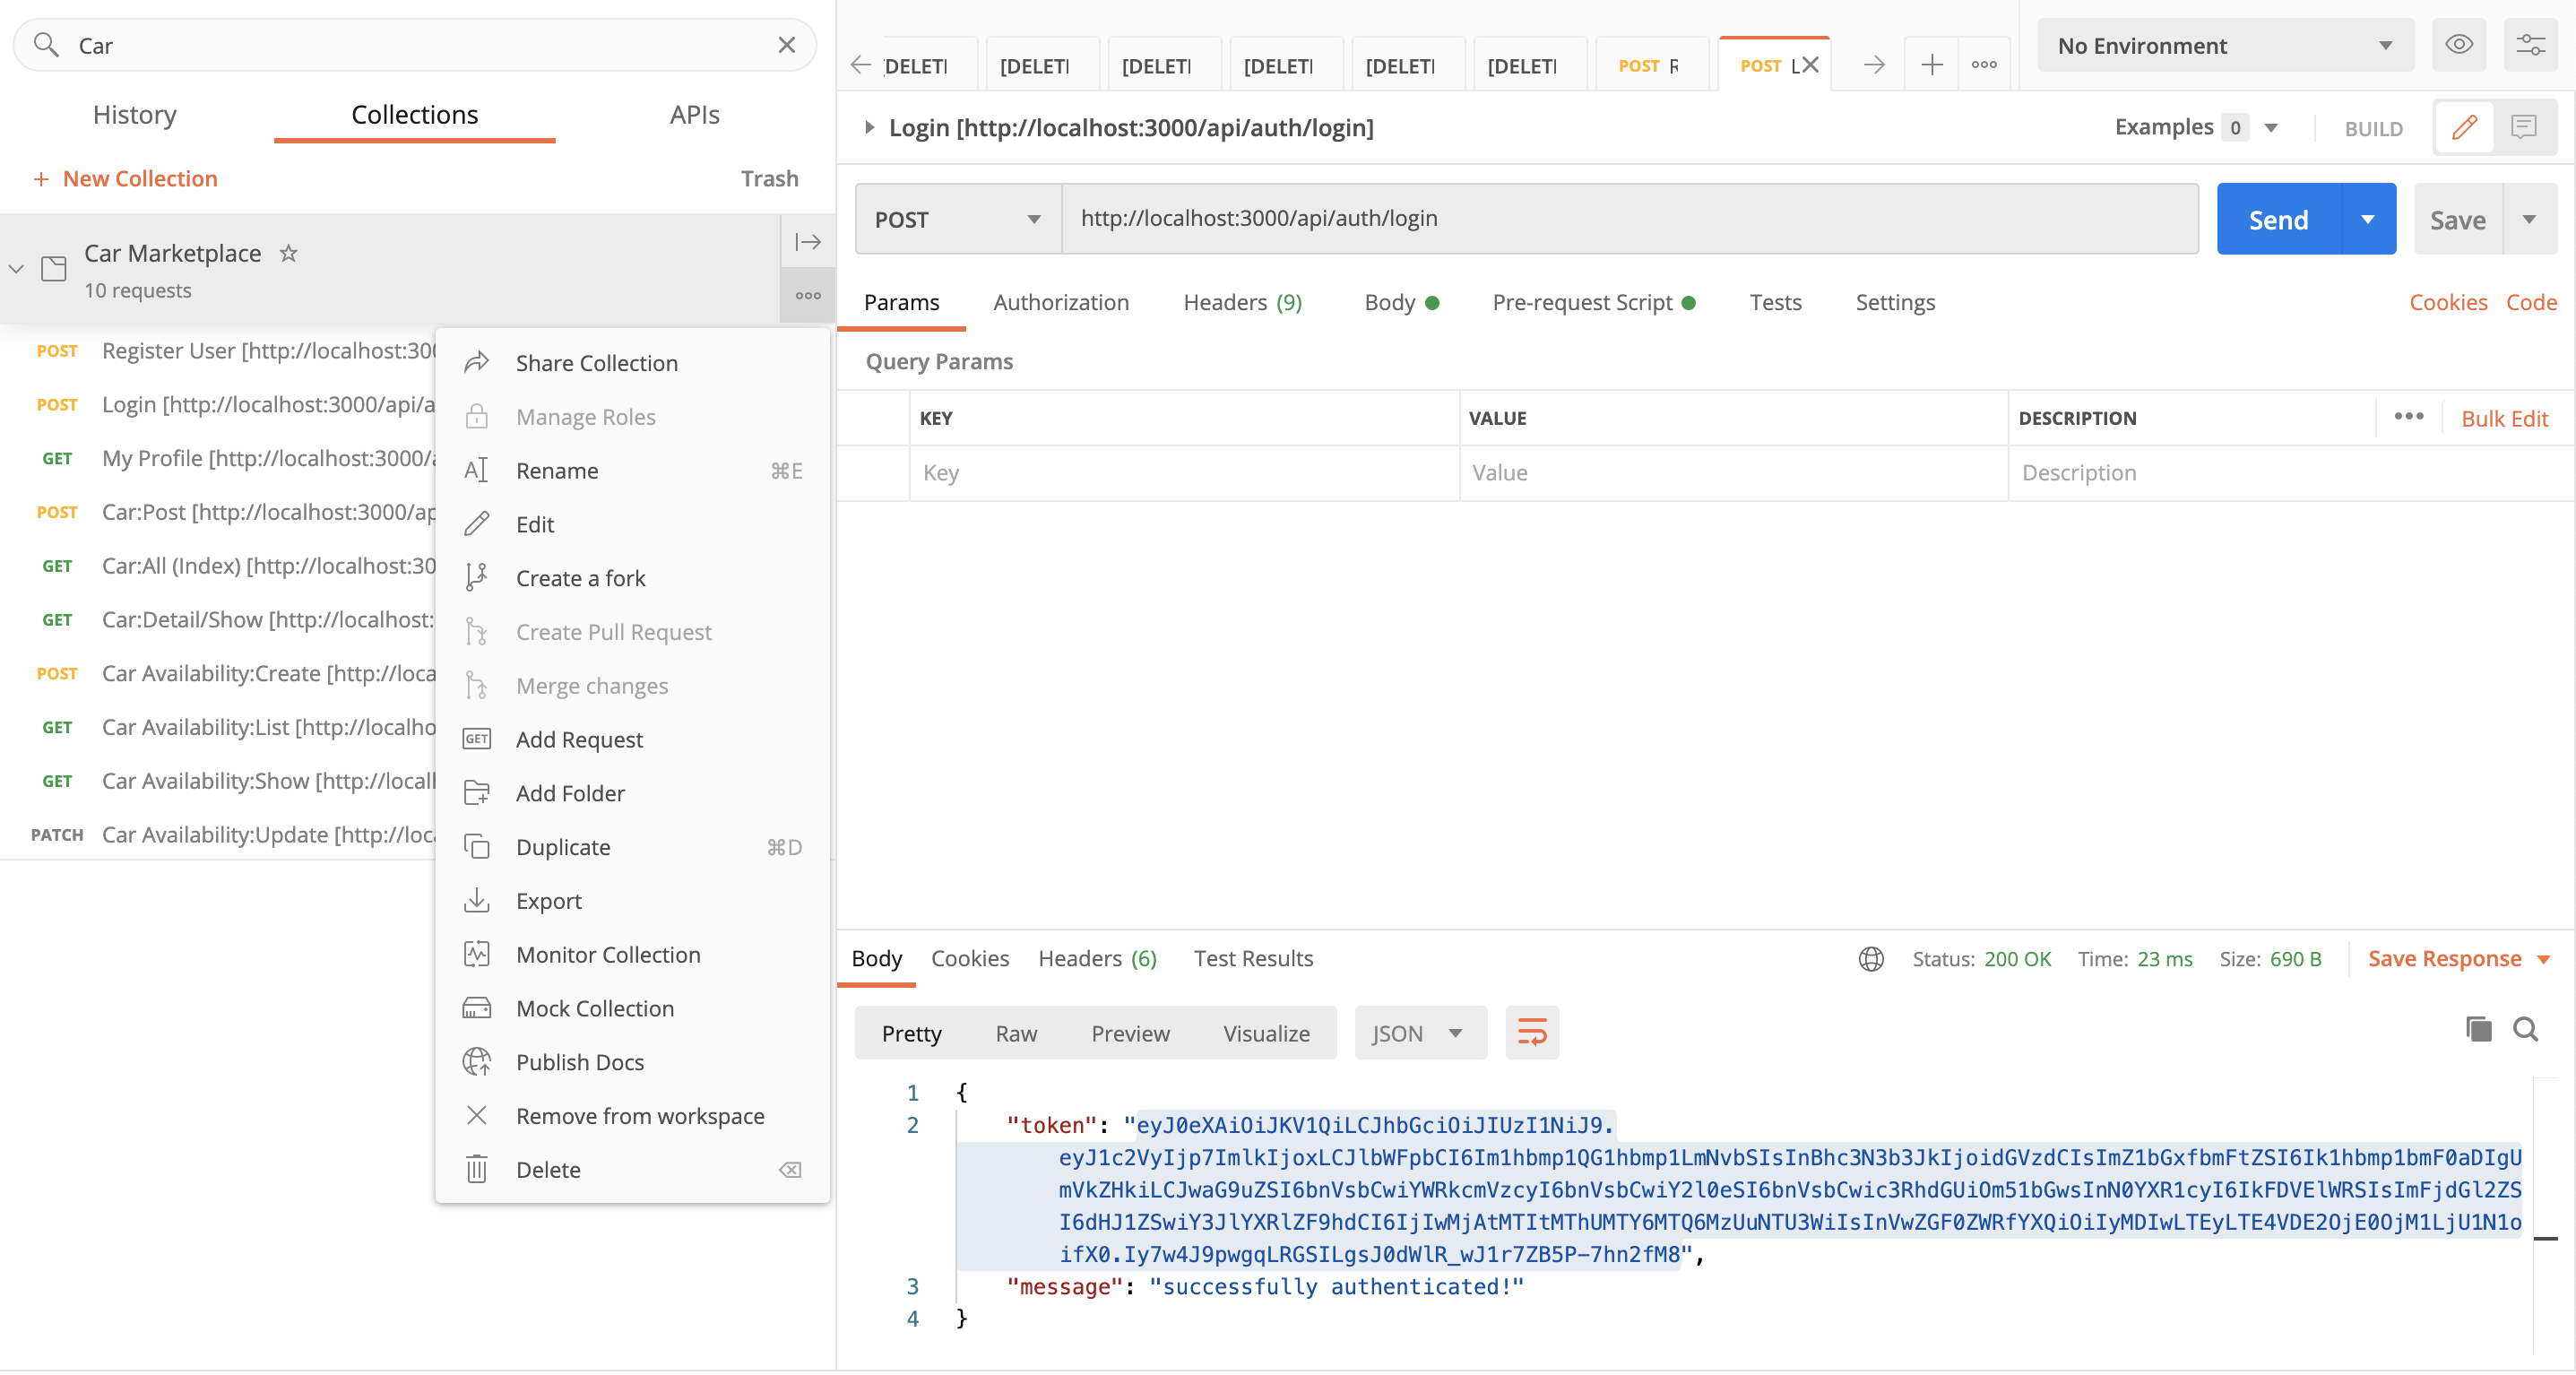 Car
History
Collections
APIs
+ New Collection
Trash
Car Marketplace
10 requests
POST Register User [http://localhost:300
POST Login [http://localhost:3000/api/a
GET My Profile [http://localhost:3000/a
POST Car:Post [http://localhost:3000/ap
GET Car:All (Index) [http://localhost:30
GET Car:Detail/Show [http://localhost:
POST Car Availability:Create [http://loca
GET Car Availability:List [http://localho
GET Car Availability:Show [http://locall
PATCH Car Availability:Update [http://loca
Share Collection
Manage Roles
Rename ⌘E
Edit
Create a fork
Create Pull Request
Merge changes
GET Add Request
Add Folder
Duplicate ⌘D
Export
Monitor Collection
Mock Collection
Publish Docs
Remove from workspace
Delete
[DELETI [DELETI [DELETI [DELETI [DELETI [DELETI POST R POST L
No Environment
Login [http://localhost:3000/api/auth/login]
Examples 0
BUILD
POST
http://localhost:3000/api/auth/login
Send
Save
Params Authorization Headers (9) Body Pre-request Script Tests Settings
Cookies Code
Query Params
KEY VALUE DESCRIPTION ••• Bulk Edit
Key Value Description
Body Cookies Headers (6) Test Results
Status: 200 OK Time: 23 ms Size: 690 B Save Response
Pretty Raw Preview Visualize JSON
1 {
2 "token": "eyJ0eXAiOiJKV1QiLCJhbGciOiJIUzI1NiJ9.
eyJ1c2VyIjp7ImlkIjoxLCJlbWFpbCI6Im1hbmp1QG1hbmp1LmNvbSIsInBhc3N3b3JkIjoidGVzdCIsImZ1bGxfbmFtZSI6Ik1hbmp1bmF0aDIgU
mVkZHkiLCJwaG9uZSI6bnVsbCwiYWRkcmVzcyI6bnVsbCwiY2l0eSI6bnVsbCwic3RhdGUiOm51bGwsInN0YXR1cyI6IkFDVElWRSIsImFjdGl2ZS
I6dHJ1ZSwiY3JlYXRlZF9hdCI6IjIwMjAtMTItMThUMTY6MTQ6MzUuNTU3WiIsInVwZGF0ZWRfYXQiOiIyMDIwLTEyLTE4VDE2OjE0OjM1LjU1N1o
ifX0.Iy7w4J9pwgqLRGSILgsJ0dWlR_wJ1r7ZB5P-7hn2fM8",
3 "message": "successfully authenticated!"
4 }